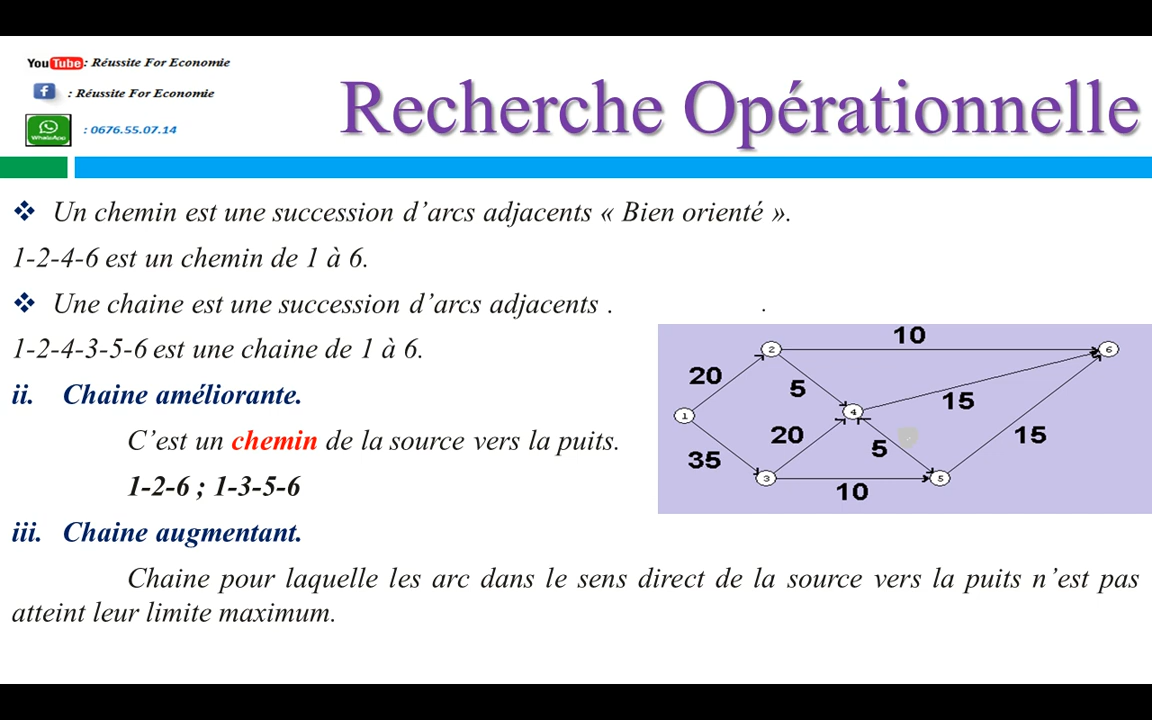 YouTube : Réussite For Economie
f : Réussite For Economie
WhatsApp : 0676.55.07.14
Recherche Opérationnelle
❖ Un chemin est une succession d’arcs adjacents « Bien orienté ».
1-2-4-6 est un chemin de 1 à 6.
❖ Une chaine est une succession d’arcs adjacents .
.
1-2-4-3-5-6 est une chaine de 1 à 6.
ii. Chaine améliorante.
C’est un chemin de la source vers la puits.
1-2-6 ; 1-3-5-6
iii. Chaine augmentant.
Chaine pour laquelle les arc dans le sens direct de la source vers la puits n’est pas
atteint leur limite maximum.
10
2
6
20
5
15
1
4
20
5
15
35
3
10
5